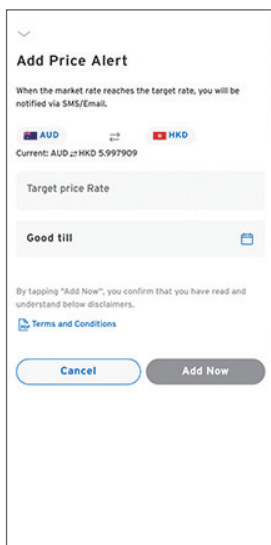 Add Price Alert
When the market rate reaches the target rate, you will be
notified via SMS/Email.
AUD ⇄ HKD
Current: AUD ⇄ HKD 5.997909
Target price Rate
Good till
By tapping "Add Now", you confirm that you have read and
understand below disclaimers.
Terms and Conditions
Cancel Add Now